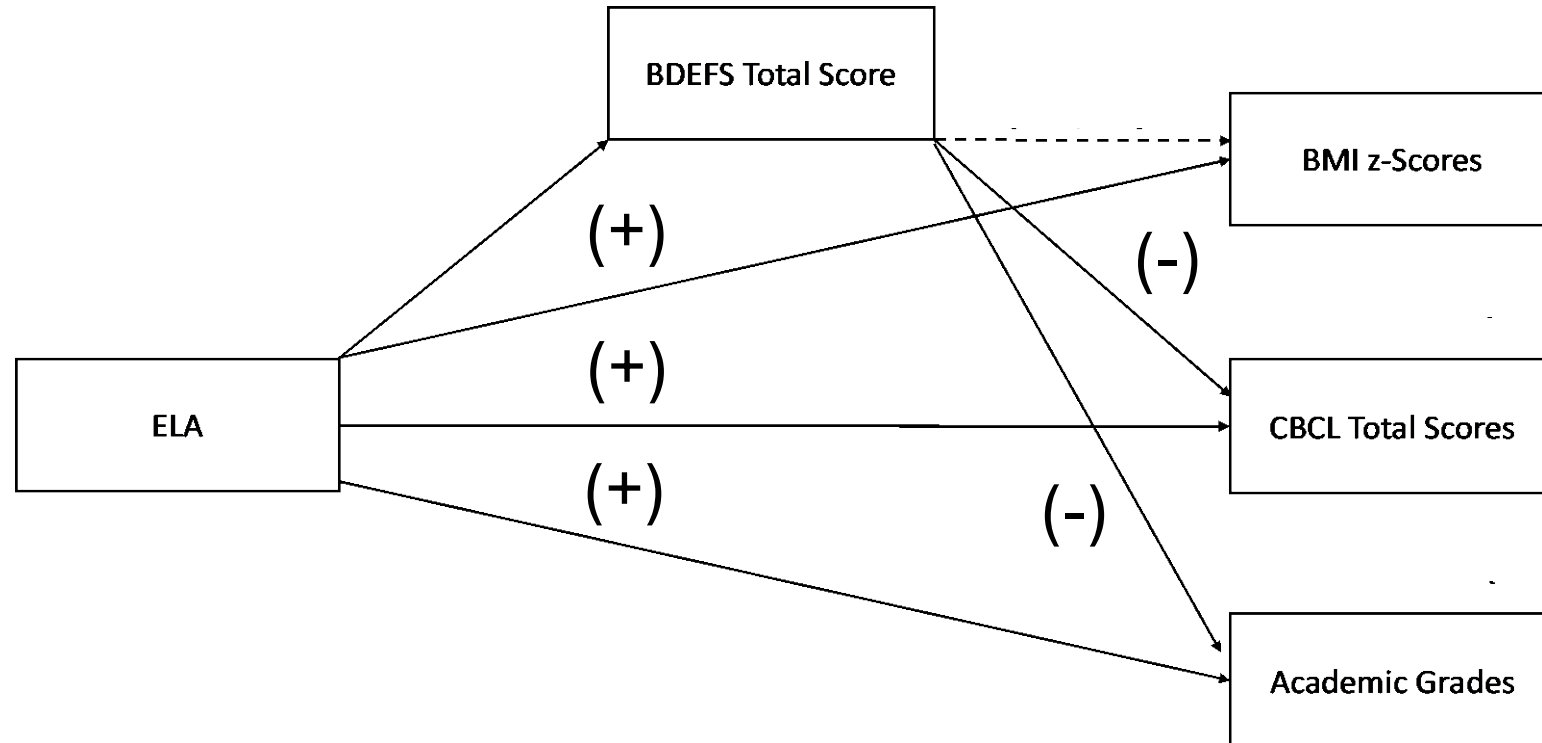 BDEFS Total Score
BMI z-Scores
(+)
(-)
(+)
ELA
CBCL Total Scores
(+)
(-)
Academic Grades